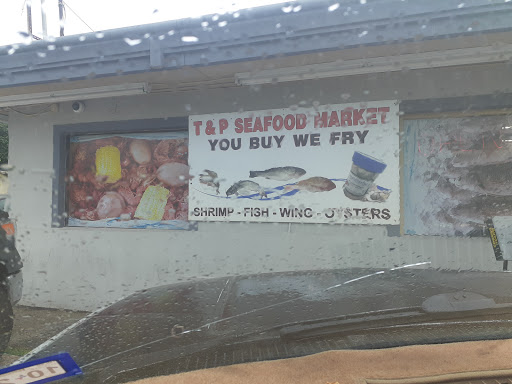 T & P SEAFOOD MARKET
YOU BUY WE FRY
SHRIMP - FISH - WING - OYSTERS